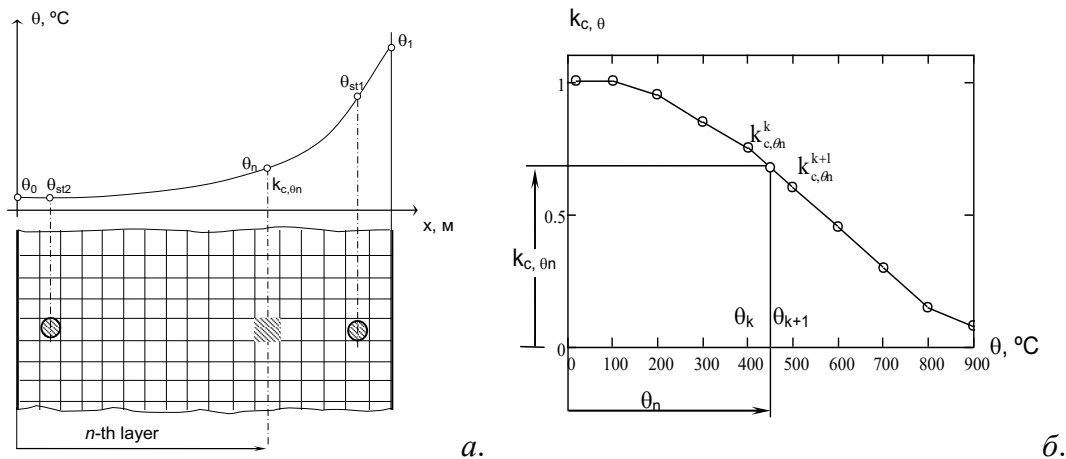 θ, ºC
θ1
θst1
θn
kc,θn
θ0
θst2
x, м
n-th layer
а.
kc, θ
1
0.5
0
kc, θn
k^k c,θn
k^k+1 c,θn
θk
θk+1
0 100 200 300 400 500 600 700 800 900
θ, ºC
θn
б.